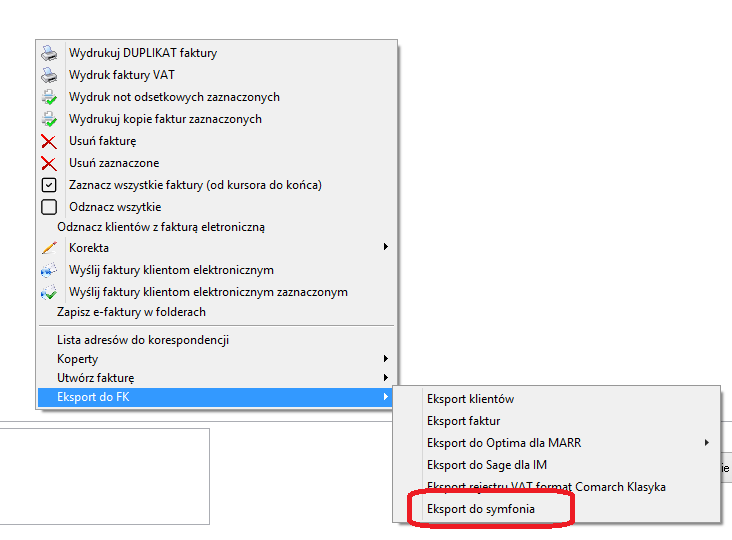 Wydrukuj DUPLIKAT faktury
Wydruk faktury VAT
Wydruk not odsetkowych zaznaczonych
Wydrukuj kopie faktur zaznaczonych
Usuń fakturę
Usuń zaznaczone
Zaznacz wszystkie faktury (od kursora do końca)
Odznacz wszytkie
Odznacz klientów z fakturą eletroniczną
Korekta
Wyślij faktury klientom elektronicznym
Wyślij faktury klientom elektronicznym zaznaczonym
Zapisz e-faktury w folderach
Lista adresów do korespondencji
Koperty
Utwórz fakturę
Eksport do FK
Eksport klientów
Eksport faktur
Eksport do Optima dla MARR
Eksport do Sage dla IM
Eksport rejestru VAT format Comarch Klasyka
Eksport do symfonia
ie